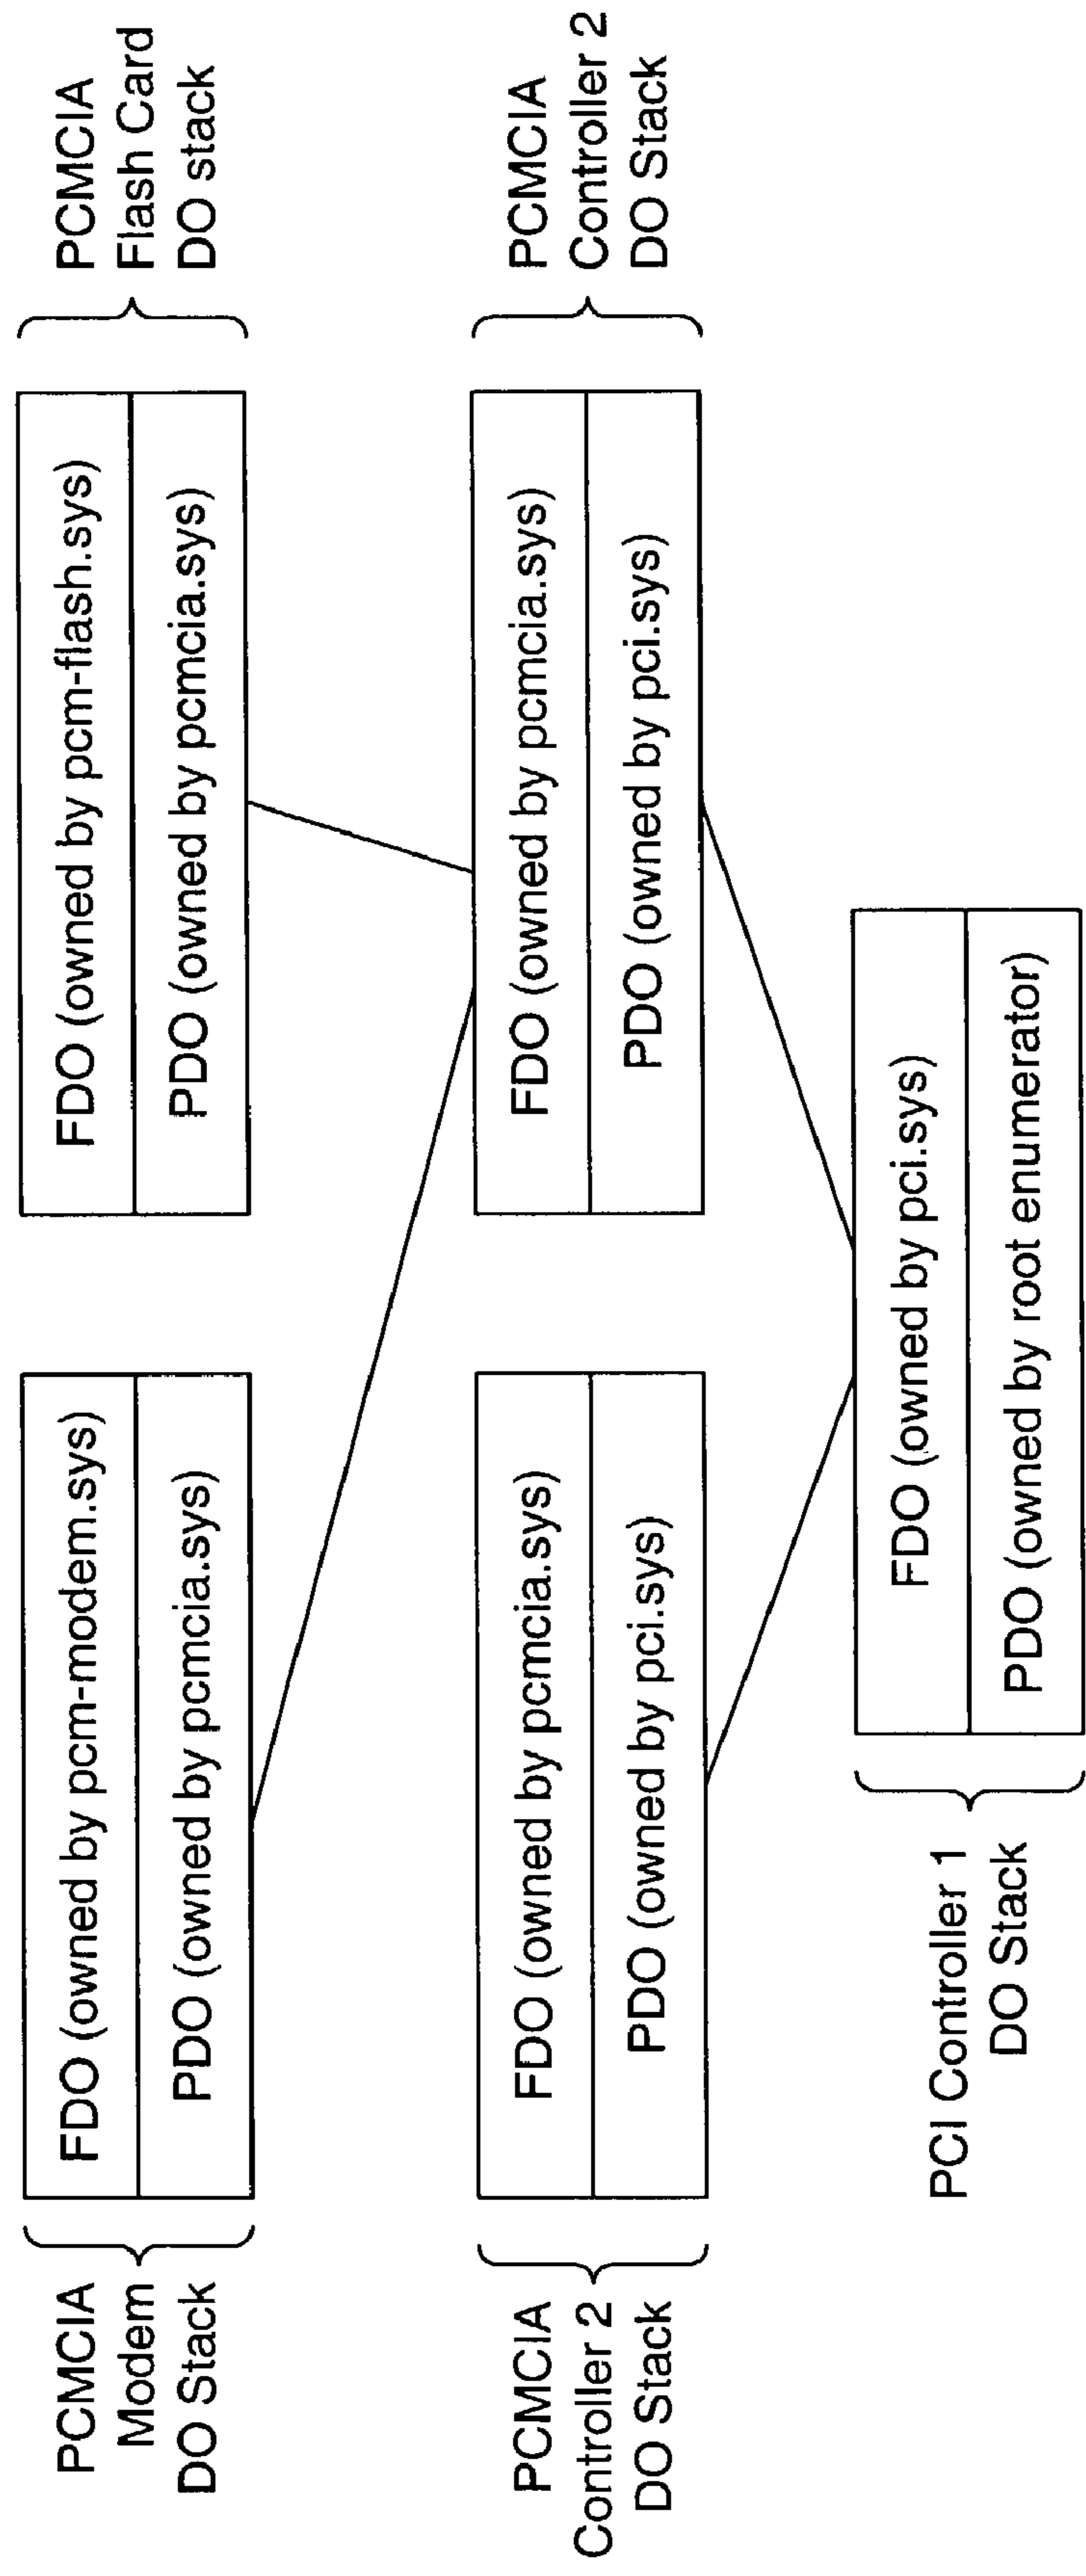 PCMCIA
Modem
DO Stack
FDO (owned by pcm-modem.sys)
PDO (owned by pcmcia.sys)
FDO (owned by pcm-flash.sys)
PDO (owned by pcmcia.sys)
PCMCIA
Flash Card
DO stack
PCMCIA
Controller 2
DO Stack
FDO (owned by pcmcia.sys)
PDO (owned by pci.sys)
FDO (owned by pcmcia.sys)
PDO (owned by pci.sys)
PCMCIA
Controller 2
DO Stack
PCI Controller 1
DO Stack
FDO (owned by pci.sys)
PDO (owned by root enumerator)